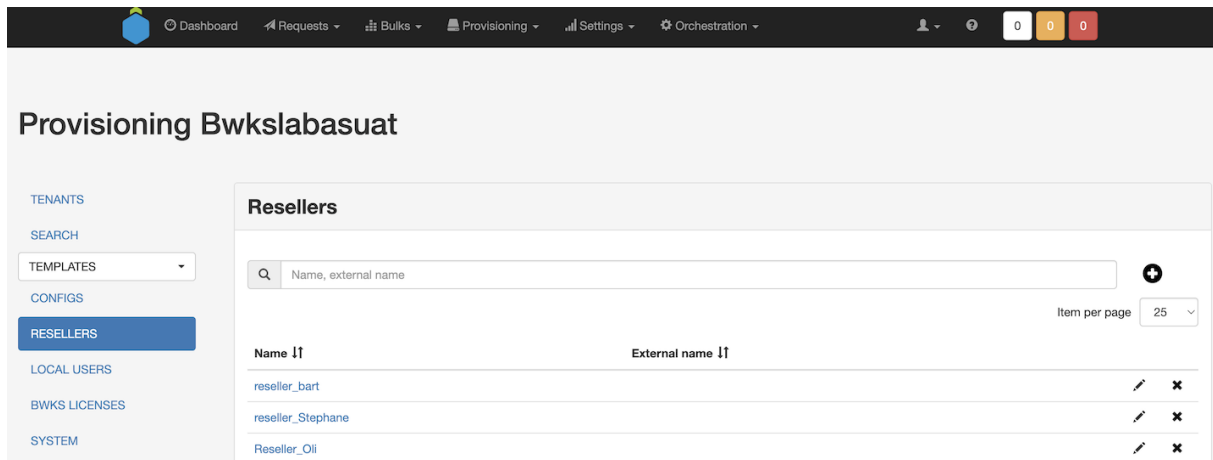 Dashboard Requests Bulks Provisioning Settings Orchestration 0 0 0
Provisioning Bwkslabasuat
TENANTS
SEARCH
TEMPLATES
CONFIGS
RESELLERS
LOCAL USERS
BWKS LICENSES
SYSTEM
Resellers
Name, external name
Item per page 25
Name External name
reseller_bart
reseller_Stephane
Reseller_Oli